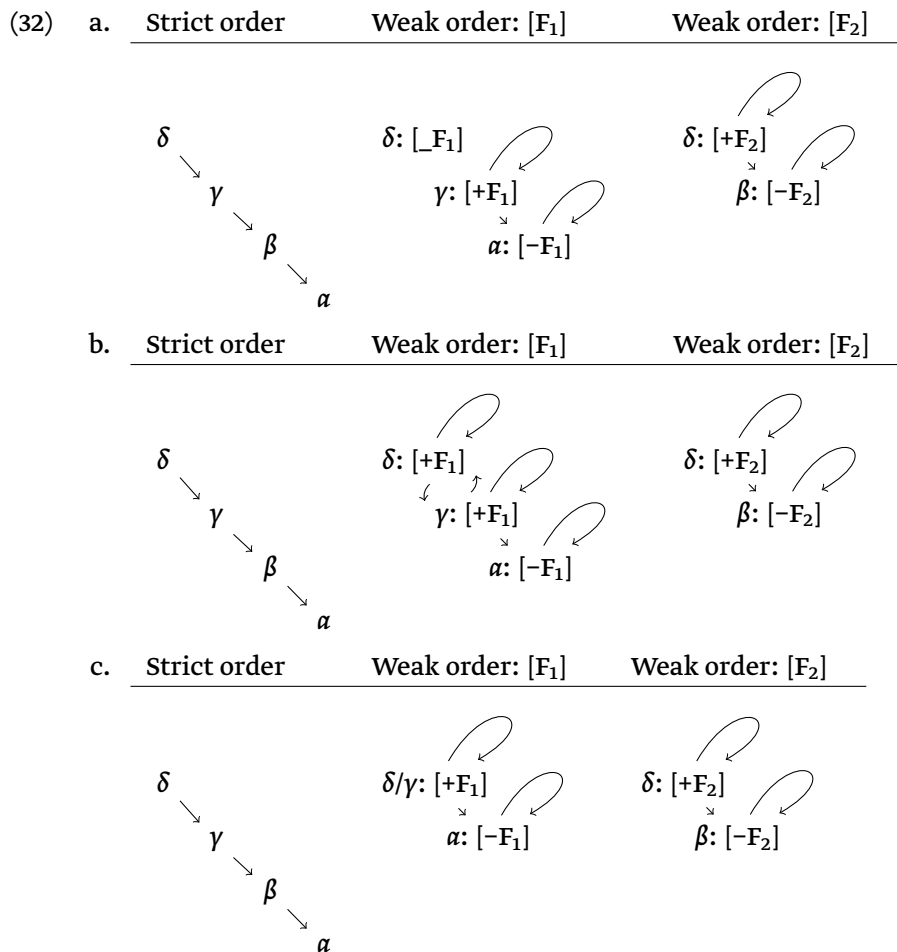 (32) a. Strict order Weak order: [F₁] Weak order: [F₂]
δ δ: [_F₁] δ: [+F₂]
γ γ: [+F₁] β: [−F₂]
β α: [−F₁]
α
b. Strict order Weak order: [F₁] Weak order: [F₂]
δ δ: [+F₁] δ: [+F₂]
γ γ: [+F₁] β: [−F₂]
β α: [−F₁]
α
c. Strict order Weak order: [F₁] Weak order: [F₂]
δ δ/γ: [+F₁] δ: [+F₂]
γ α: [−F₁] β: [−F₂]
β
α